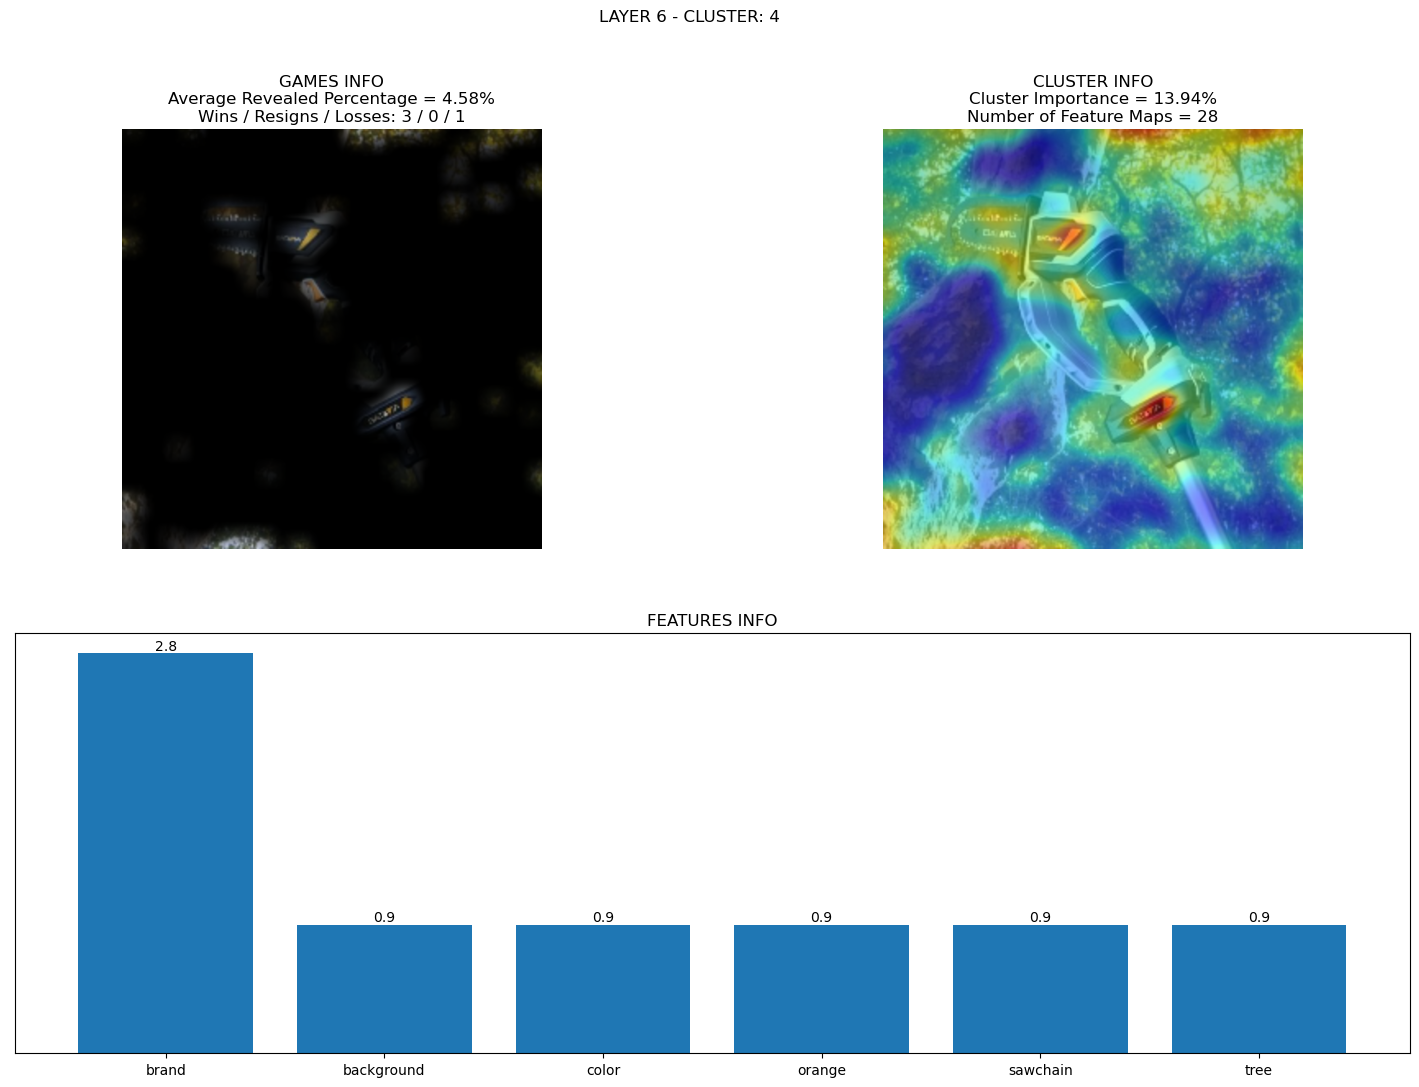 LAYER 6 - CLUSTER: 4
GAMES INFO
Average Revealed Percentage = 4.58%
Wins / Resigns / Losses: 3 / 0 / 1
CLUSTER INFO
Cluster Importance = 13.94%
Number of Feature Maps = 28
FEATURES INFO
2.8
0.9
0.9
0.9
0.9
0.9
brand
background
color
orange
sawchain
tree